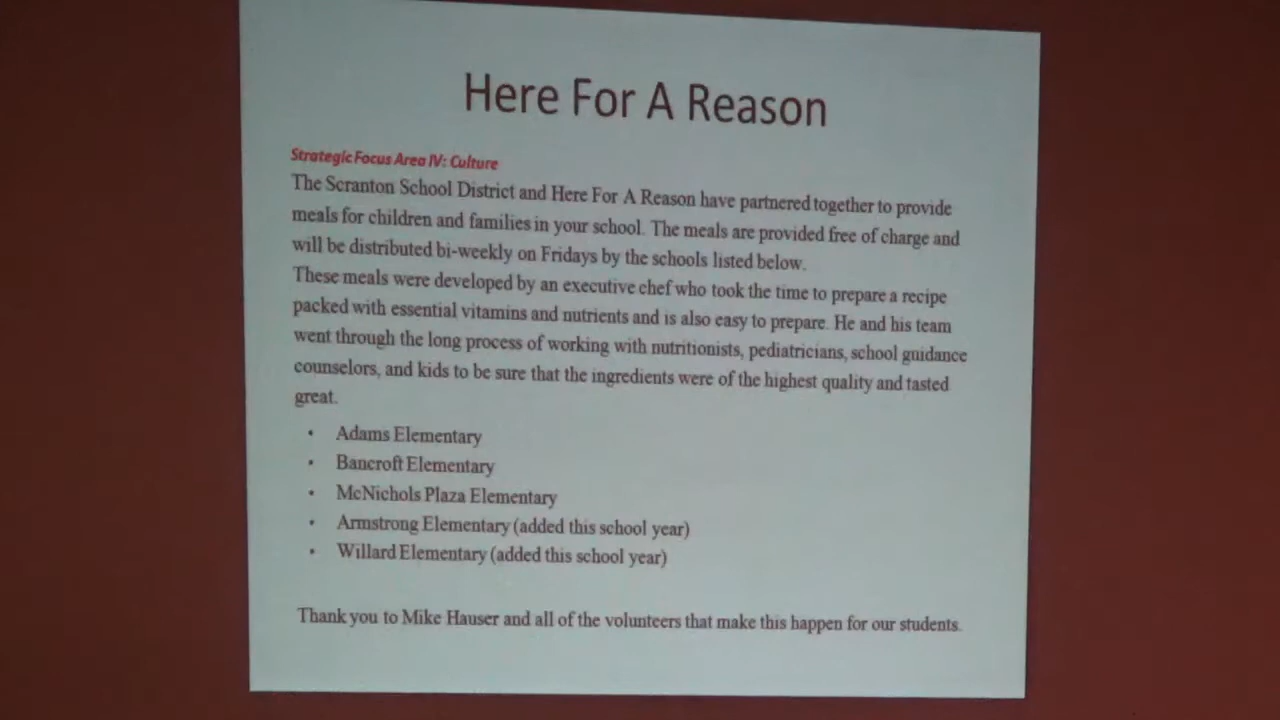 Here For A Reason
Strategic Focus Area IV: Culture
The Scranton School District and Here For A Reason have partnered together to provide
meals for children and families in your school. The meals are provided free of charge and
will be distributed bi-weekly on Fridays by the schools listed below.
These meals were developed by an executive chef who took the time to prepare a recipe
packed with essential vitamins and nutrients and is also easy to prepare. He and his team
went through the long process of working with nutritionists, pediatricians, school guidance
counselors, and kids to be sure that the ingredients were of the highest quality and tasted
great.
• Adams Elementary
• Bancroft Elementary
• McNichols Plaza Elementary
• Armstrong Elementary (added this school year)
• Willard Elementary (added this school year)
Thank you to Mike Hauser and all of the volunteers that make this happen for our students.